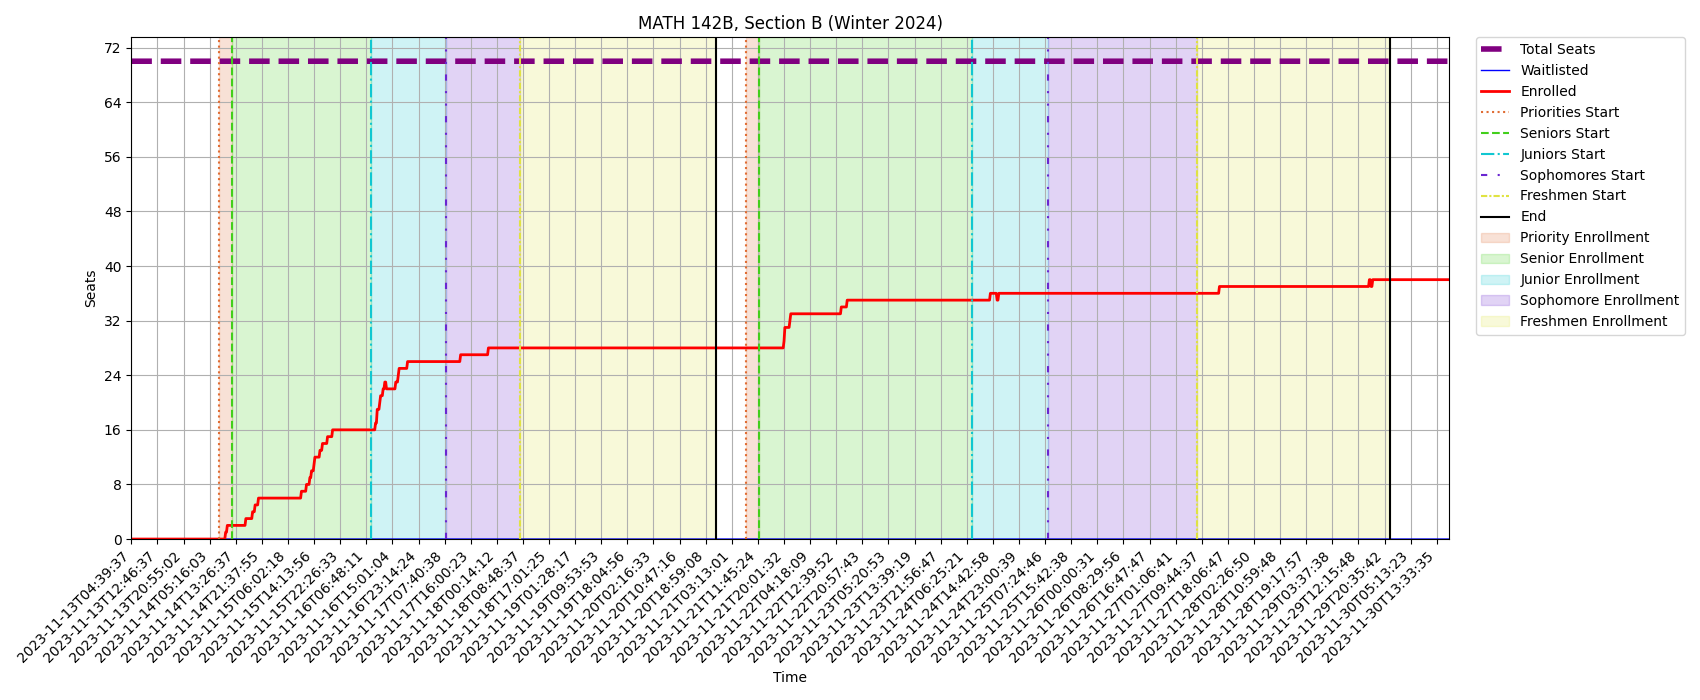 MATH 142B, Section B (Winter 2024)
72
64
56
48
40
32
24
16
8
0
Seats
2023-11-13T04:39:37
2023-11-13T12:46:37
2023-11-13T20:55:02
2023-11-14T05:16:03
2023-11-14T13:26:37
2023-11-14T21:37:55
2023-11-15T06:02:18
2023-11-15T14:13:56
2023-11-15T22:26:33
2023-11-16T06:48:11
2023-11-16T15:01:04
2023-11-16T23:14:24
2023-11-17T07:40:38
2023-11-17T16:00:23
2023-11-18T00:14:12
2023-11-18T08:48:37
2023-11-18T17:01:25
2023-11-19T01:28:17
2023-11-19T09:53:53
2023-11-19T18:04:56
2023-11-20T02:16:33
2023-11-20T10:47:16
2023-11-20T18:59:08
2023-11-21T03:13:01
2023-11-21T11:45:24
2023-11-21T20:01:32
2023-11-22T04:18:09
2023-11-22T12:39:52
2023-11-22T20:57:43
2023-11-23T05:20:53
2023-11-23T13:39:19
2023-11-23T21:56:47
2023-11-24T06:25:21
2023-11-24T14:42:58
2023-11-24T23:00:39
2023-11-25T07:24:46
2023-11-25T15:42:38
2023-11-26T00:00:31
2023-11-26T08:29:56
2023-11-26T16:47:47
2023-11-27T01:06:41
2023-11-27T09:44:37
2023-11-27T18:06:47
2023-11-28T02:26:50
2023-11-28T10:59:48
2023-11-28T19:17:57
2023-11-29T03:37:38
2023-11-29T12:15:48
2023-11-29T20:35:42
2023-11-30T05:13:23
2023-11-30T13:33:35
Time
Total Seats
Waitlisted
Enrolled
Priorities Start
Seniors Start
Juniors Start
Sophomores Start
Freshmen Start
End
Priority Enrollment
Senior Enrollment
Junior Enrollment
Sophomore Enrollment
Freshmen Enrollment